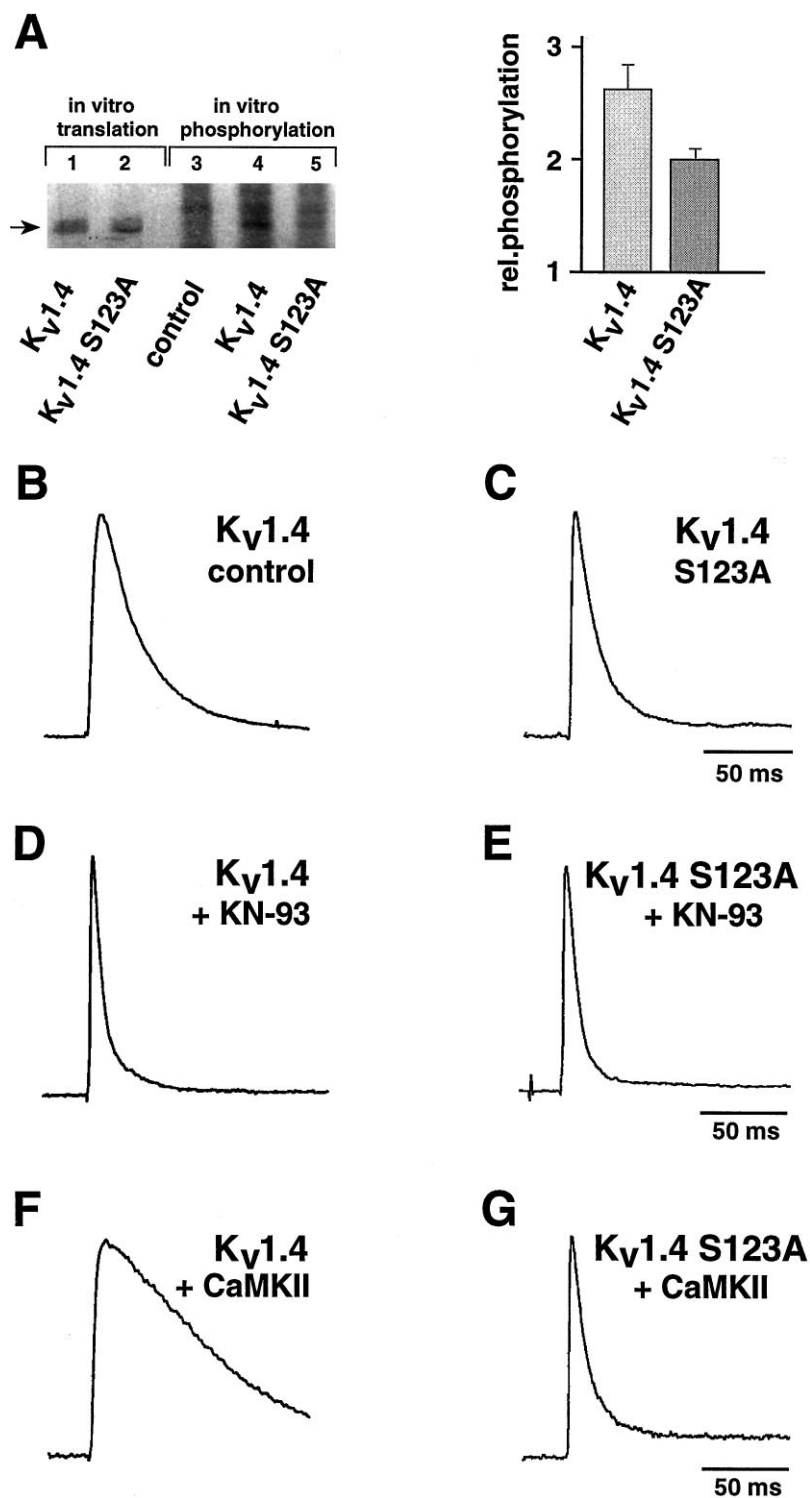 A
in vitro translation
in vitro phosphorylation
1 2 3 4 5
Kv1.4
Kv1.4 S123A
control
Kv1.4
Kv1.4 S123A
rel.phosphorylation
3
2
1
Kv1.4
Kv1.4 S123A
B
Kv1.4
control
C
Kv1.4
S123A
50 ms
D
Kv1.4
+ KN-93
E
Kv1.4 S123A
+ KN-93
50 ms
F
Kv1.4
+ CaMKII
G
Kv1.4 S123A
+ CaMKII
50 ms